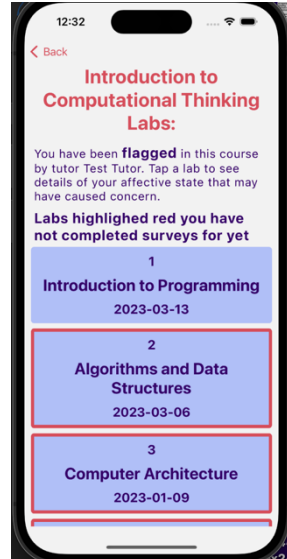 12:32
Back
Introduction to
Computational Thinking
Labs:
You have been flagged in this course
by tutor Test Tutor. Tap a lab to see
details of your affective state that may
have caused concern.
Labs highlighed red you have
not completed surveys for yet
1
Introduction to Programming
2023-03-13
2
Algorithms and Data
Structures
2023-03-06
3
Computer Architecture
2023-01-09